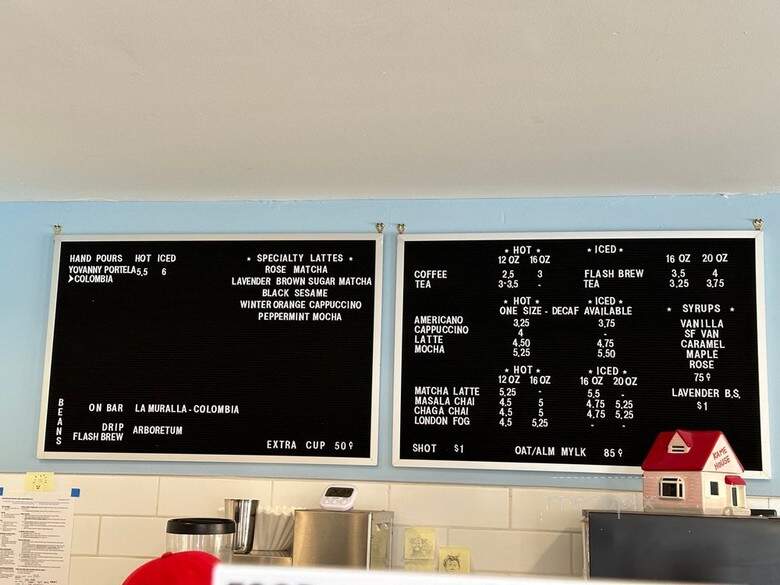 HAND POURS HOT ICED
YOVANNY PORTELA 5,5 6
>COLOMBIA
* SPECIALTY LATTES *
ROSE MATCHA
LAVENDER BROWN SUGAR MATCHA
BLACK SESAME
WINTER ORANGE CAPPUCCINO
PEPPERMINT MOCHA
BEANS
ON BAR LA MURALLA - COLOMBIA
DRIP
FLASH BREW ARBORETUM
EXTRA CUP 50¢
* HOT * * ICED *
12 OZ 16 OZ 16 OZ 20 OZ
COFFEE 2,5 3 FLASH BREW 3,5 4
TEA 3-3,5 - TEA 3,25 3,75
* HOT * * ICED *
ONE SIZE - DECAF AVAILABLE
AMERICANO 3,25 3,75
CAPPUCCINO 4 -
LATTE 4,50 4,75
MOCHA 5,25 5,50
* SYRUPS *
VANILLA
SF VAN
CARAMEL
MAPLE
ROSE
75¢
LAVENDER B,S,
$1
* HOT * * ICED *
12 OZ 16 OZ 16 OZ 20 OZ
MATCHA LATTE 5,25 - 5,5 -
MASALA CHAI 4,5 5 4,75 5,25
CHAGA CHAI 4,5 5 4,75 5,25
LONDON FOG 4,5 5,25 - -
SHOT $1 OAT/ALM MYLK 85¢
KAME
HOUSE